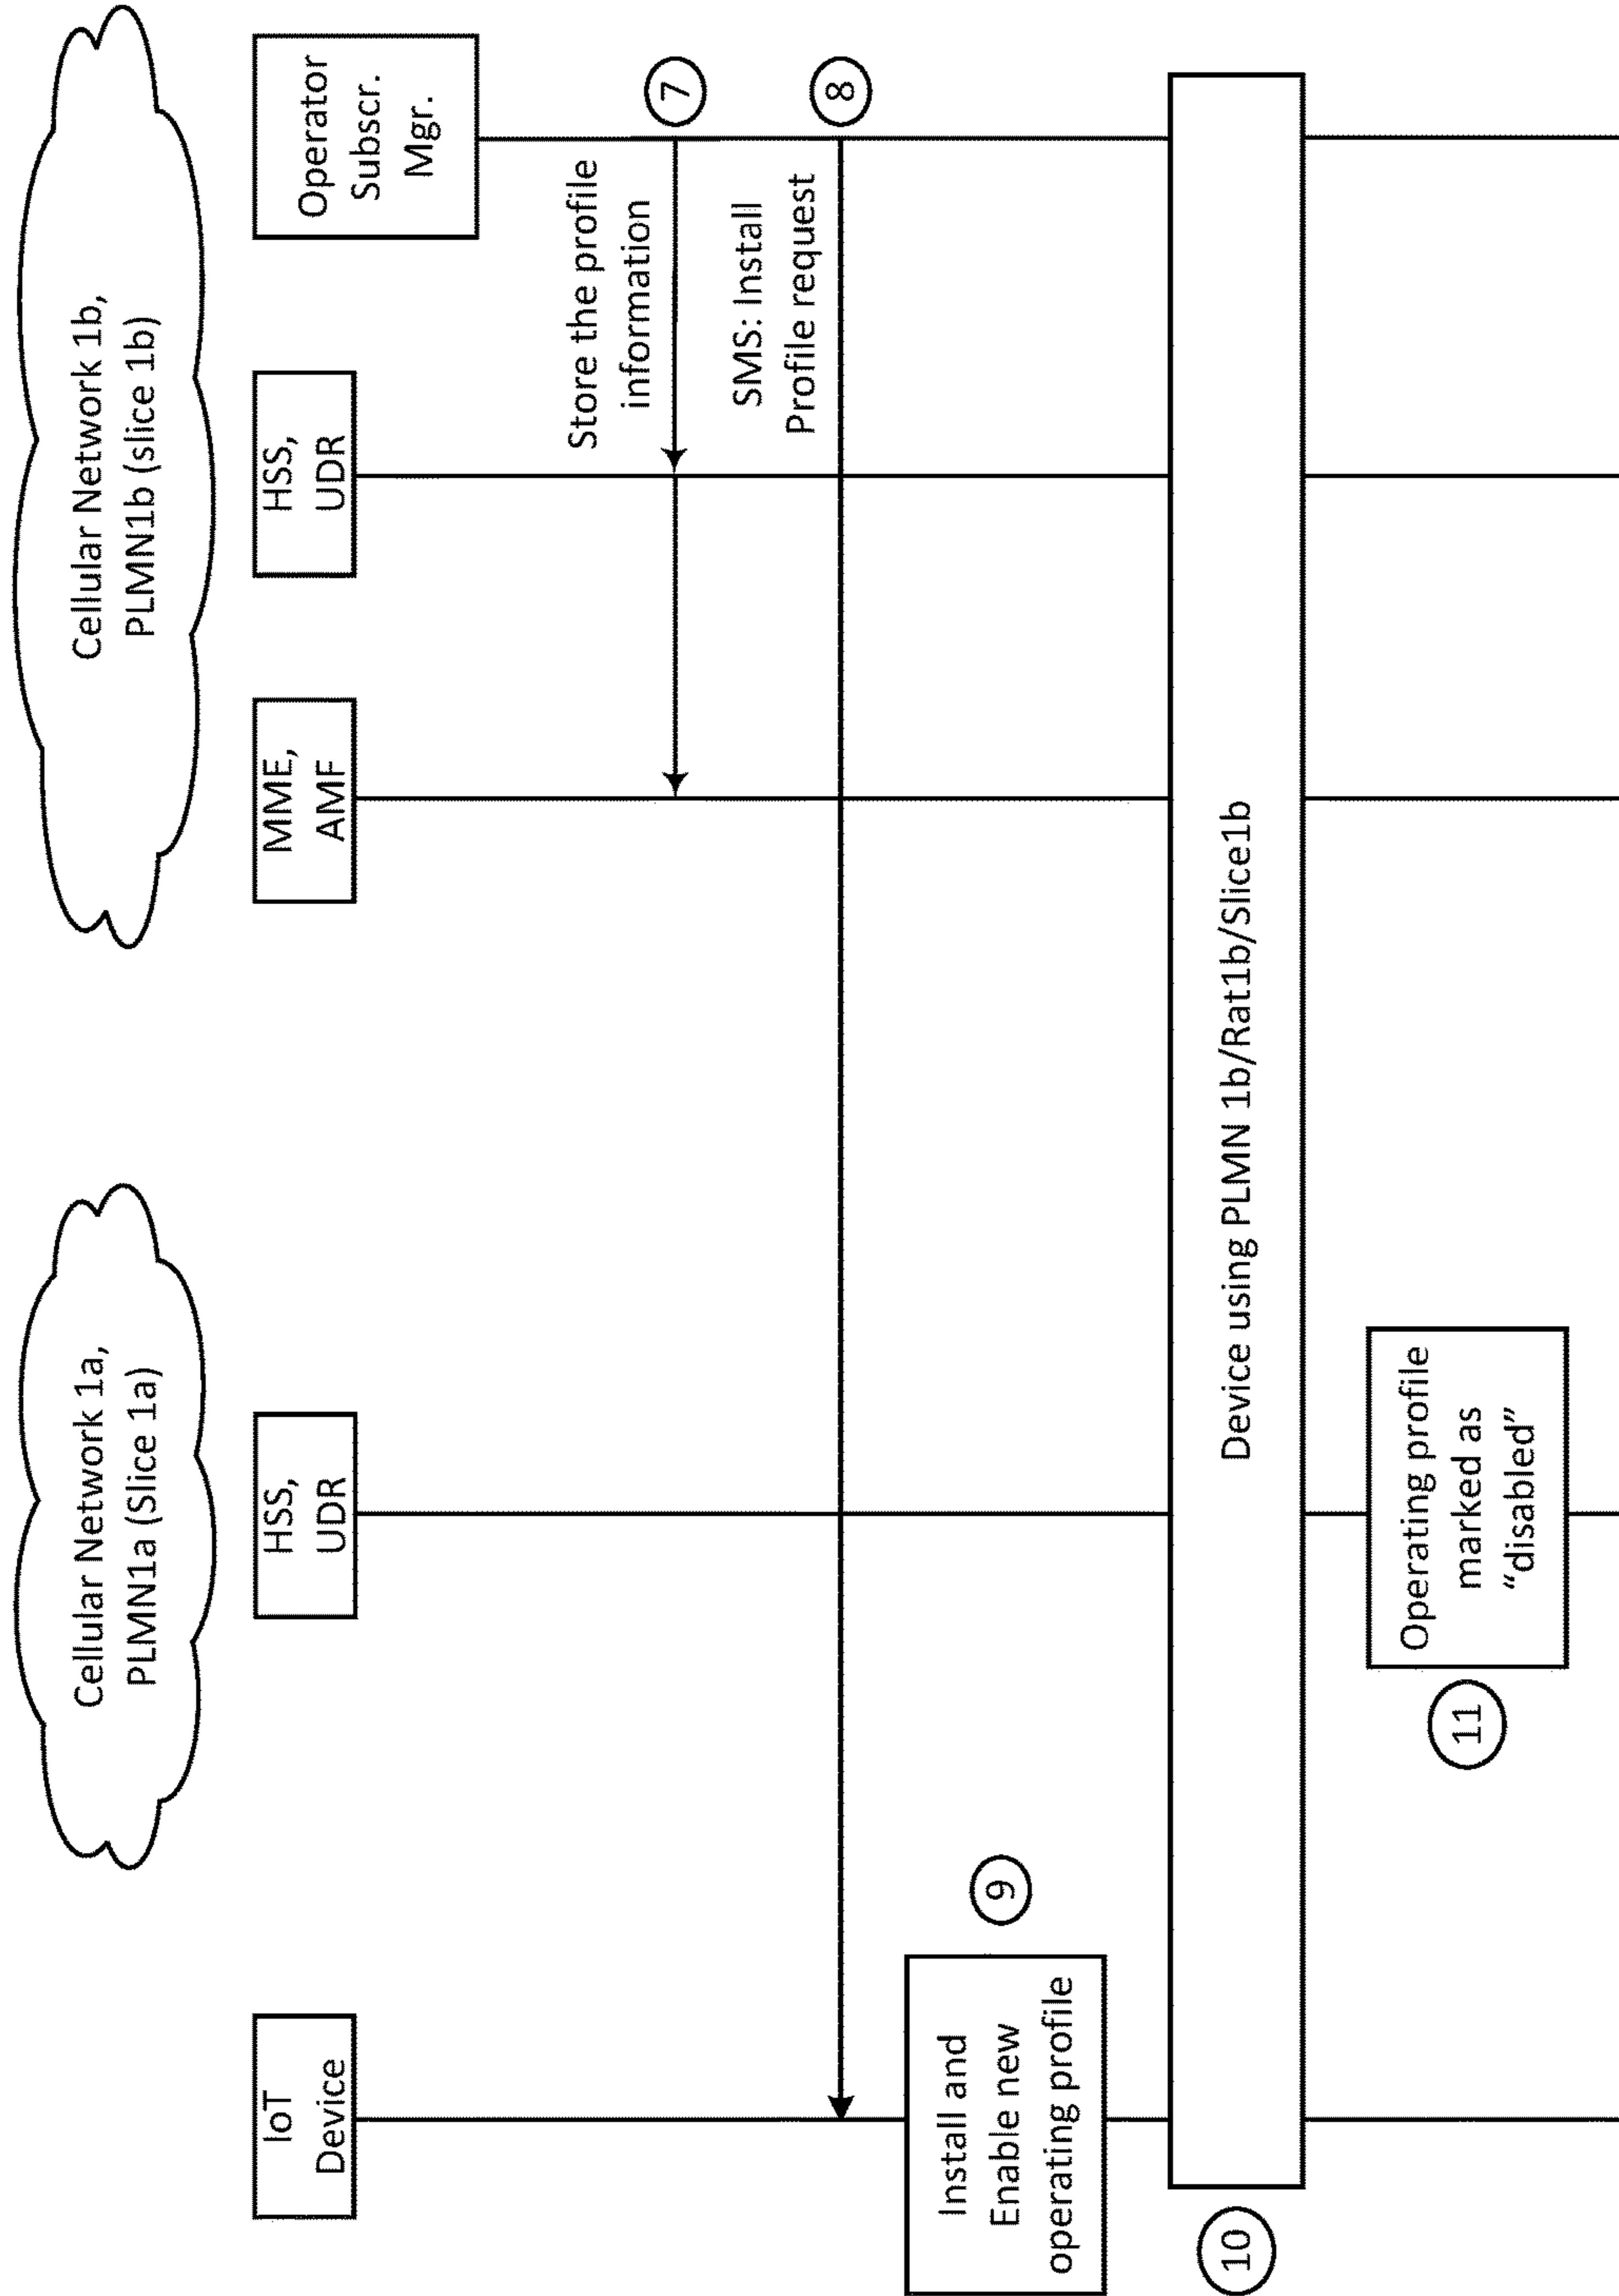 Cellular Network 1a,
PLMN1a (Slice 1a)
Cellular Network 1b,
PLMN1b (slice 1b)
IoT
Device
HSS,
UDR
MME,
AMF
HSS,
UDR
Operator
Subscr.
Mgr.
Store the profile
information
7
SMS: Install
Profile request
8
Install and
Enable new
operating profile
9
10
Device using PLMN 1b/Rat1b/Slice1b
11
Operating profile
marked as
“disabled”